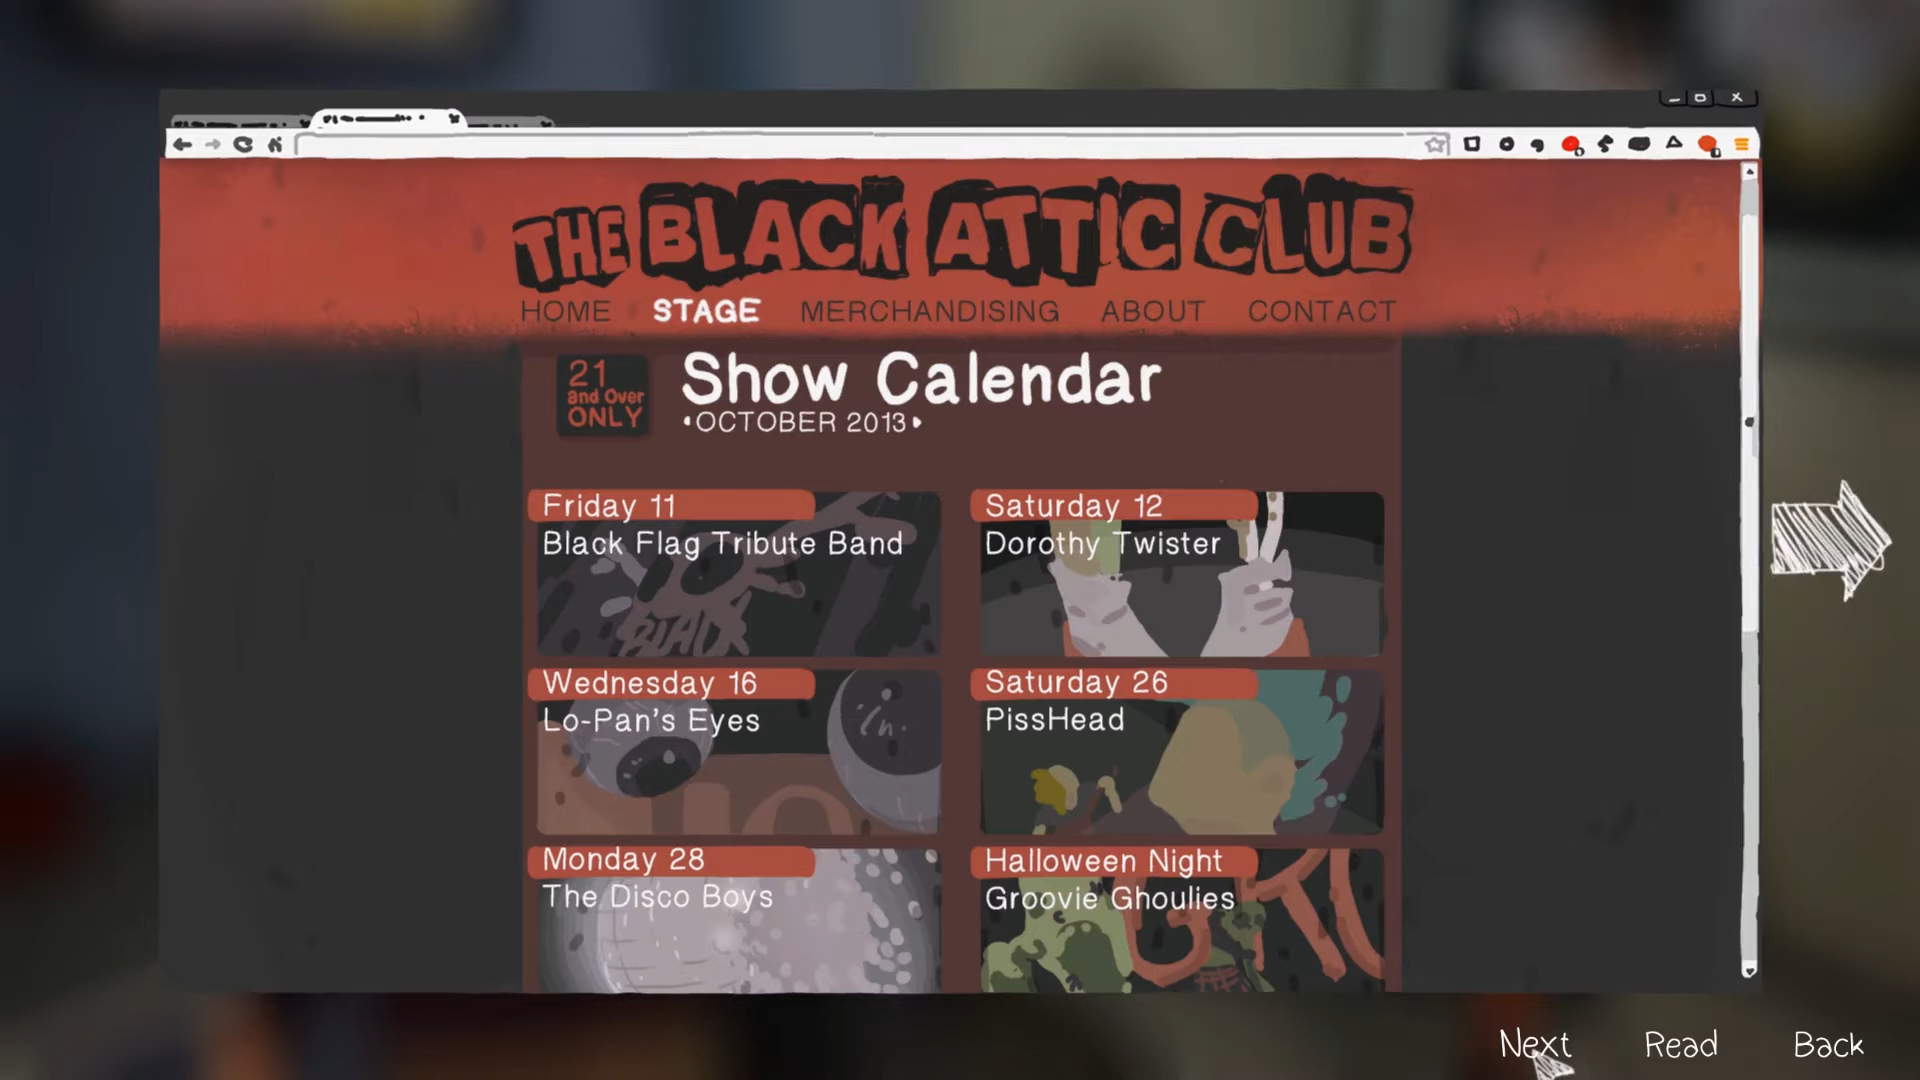 THE BLACK ATTIC CLUB
HOME STAGE MERCHANDISING ABOUT CONTACT
21
and Over
ONLY
Show Calendar
OCTOBER 2013
Friday 11
Black Flag Tribute Band
BLACK
Saturday 12
Dorothy Twister
Wednesday 16
Lo-Pan's Eyes
Saturday 26
PissHead
Monday 28
The Disco Boys
Halloween Night
Groovie Ghoulies
Next Read Back